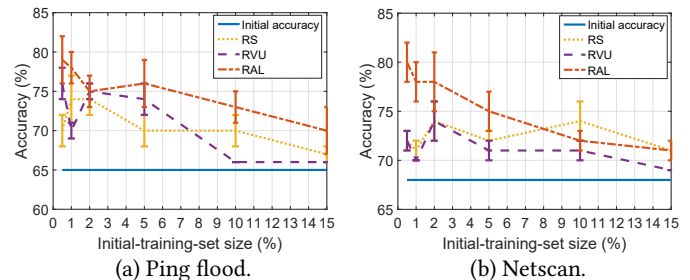 85
80
75
70
65
60
Accuracy (%)
0 1 2 3 4 5 6 7 8 9 10 11 12 13 14 15
Initial-training-set size (%)
Initial accuracy
RS
RVU
RAL
(a) Ping flood.
85
80
75
70
65
Accuracy (%)
0 1 2 3 4 5 6 7 8 9 10 11 12 13 14 15
Initial-training-set size (%)
Initial accuracy
RS
RVU
RAL
(b) Netscan.